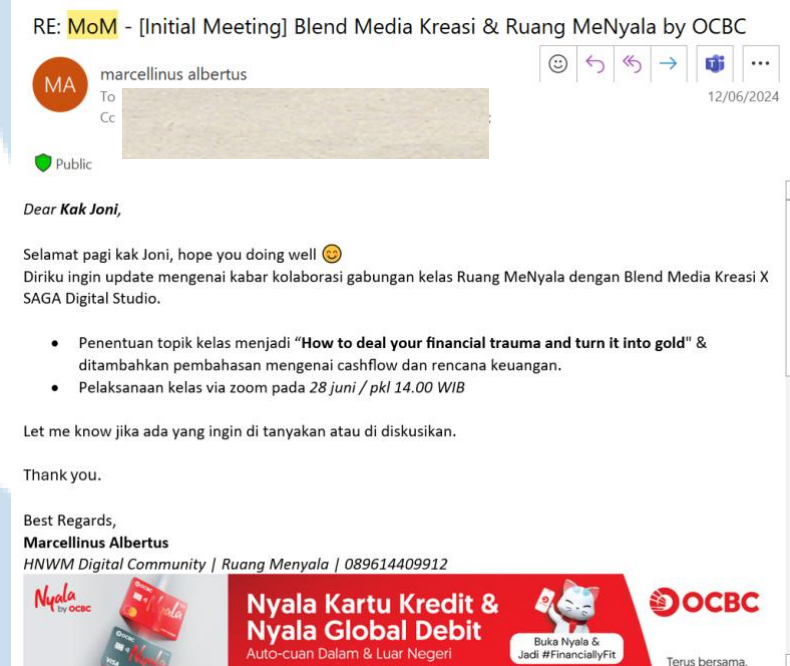 RE: MoM - [Initial Meeting] Blend Media Kreasi & Ruang MeNyala by OCBC
MA
marcellinus albertus
To
Cc
12/06/2024
Public
Dear Kak Joni,
Selamat pagi kak Joni, hope you doing well 😊
Diriku ingin update mengenai kabar kolaborasi gabungan kelas Ruang MeNyala dengan Blend Media Kreasi X
SAGA Digital Studio.
• Penentuan topik kelas menjadi “How to deal your financial trauma and turn it into gold" &
ditambahkan pembahasan mengenai cashflow dan rencana keuangan.
• Pelaksanaan kelas via zoom pada 28 juni / pkl 14.00 WIB
Let me know jika ada yang ingin di tanyakan atau di diskusikan.
Thank you.
Best Regards,
Marcellinus Albertus
HNWM Digital Community | Ruang Menyala | 089614409912
Nyala
by OCBC
Nyala Kartu Kredit &
Nyala Global Debit
Auto-cuan Dalam & Luar Negeri
Buka Nyala &
Jadi #FinanciallyFit
OCBC
Terus bersama.